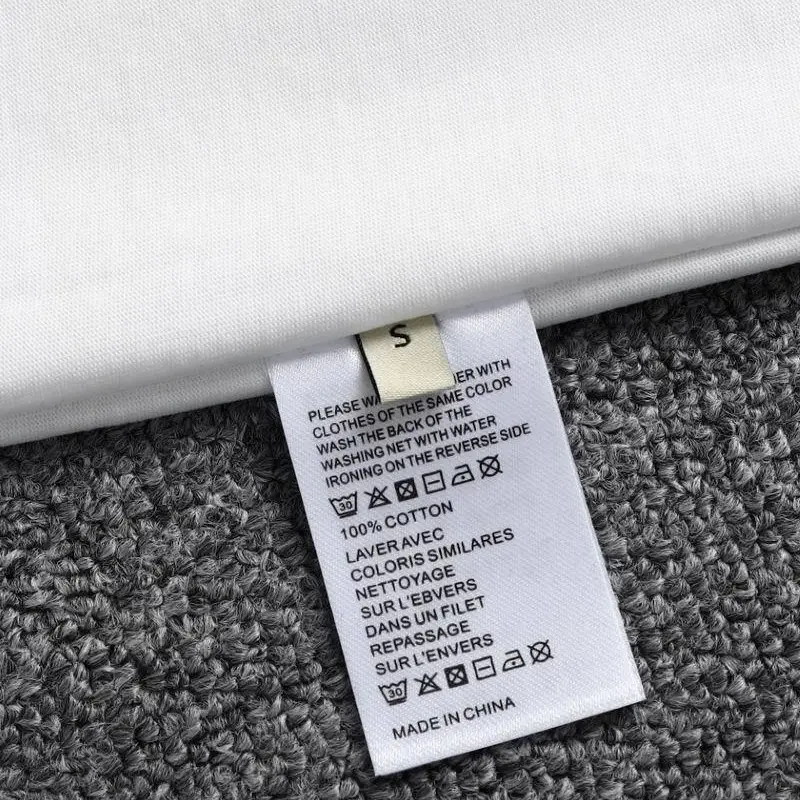 S
PLEASE WITH
CLOTHES OF THE SAME COLOR
WASH THE BACK OF THE
WASHING NET WITH WATER
IRONING ON THE REVERSE SIDE
30
100% COTTON
LAVER AVEC
COLORIS SIMILARES
NETTOYAGE
SUR L'EBVERS
DANS UN FILET
REPASSAGE
SUR L'ENVERS
30
MADE IN CHINA